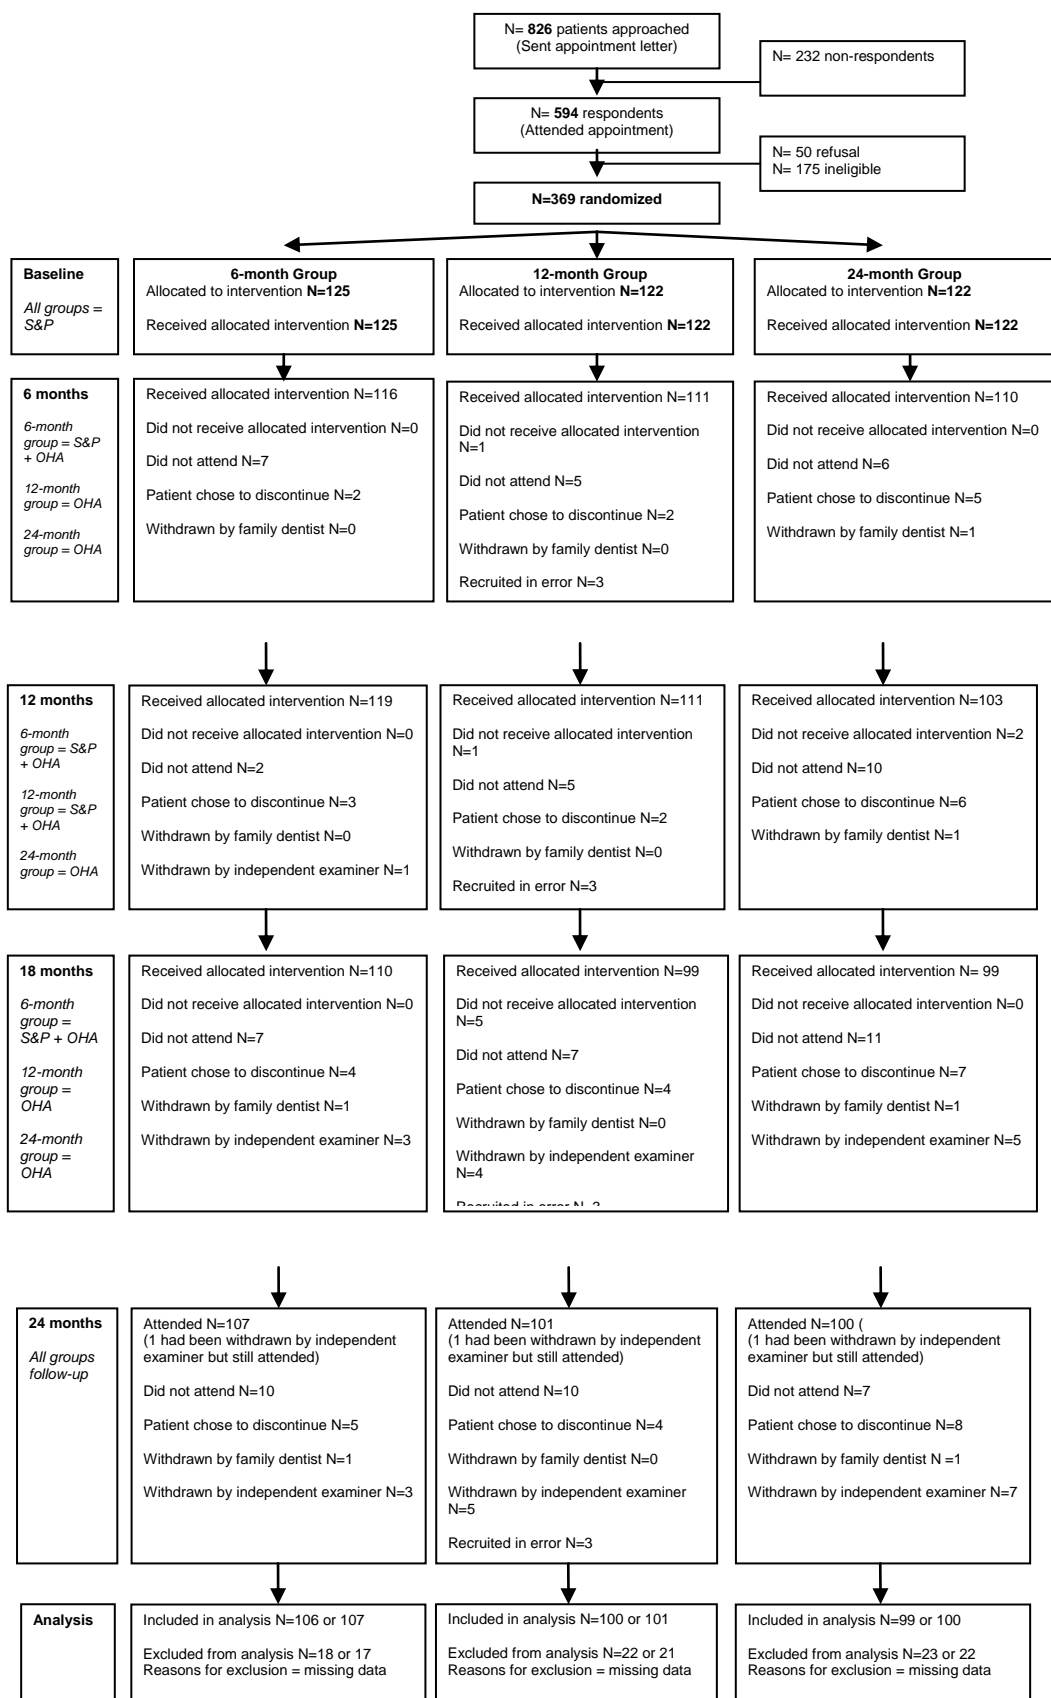 N= 826 patients approached
(Sent appointment letter)
N= 232 non-respondents
N= 594 respondents
(Attended appointment)
N= 50 refusal
N= 175 ineligible
N=369 randomized
Baseline
All groups =
S&P
6-month Group
Allocated to intervention N=125
Received allocated intervention N=125
12-month Group
Allocated to intervention N=122
Received allocated intervention N=122
24-month Group
Allocated to intervention N=122
Received allocated intervention N=122
6 months
6-month
group = S&P
+ OHA
12-month
group = OHA
24-month
group = OHA
Received allocated intervention N=116
Did not receive allocated intervention N=0
Did not attend N=7
Patient chose to discontinue N=2
Withdrawn by family dentist N=0
Received allocated intervention N=111
Did not receive allocated intervention
N=1
Did not attend N=5
Patient chose to discontinue N=2
Withdrawn by family dentist N=0
Recruited in error N=3
Received allocated intervention N=110
Did not receive allocated intervention N=0
Did not attend N=6
Patient chose to discontinue N=5
Withdrawn by family dentist N=1
12 months
6-month
group = S&P
+ OHA
12-month
group = S&P
+ OHA
24-month
group = OHA
Received allocated intervention N=119
Did not receive allocated intervention N=0
Did not attend N=2
Patient chose to discontinue N=3
Withdrawn by family dentist N=0
Withdrawn by independent examiner N=1
Received allocated intervention N=111
Did not receive allocated intervention
N=1
Did not attend N=5
Patient chose to discontinue N=2
Withdrawn by family dentist N=0
Recruited in error N=3
Received allocated intervention N=103
Did not receive allocated intervention N=2
Did not attend N=10
Patient chose to discontinue N=6
Withdrawn by family dentist N=1
18 months
6-month
group =
S&P + OHA
12-month
group =
OHA
24-month
group =
OHA
Received allocated intervention N=110
Did not receive allocated intervention N=0
Did not attend N=7
Patient chose to discontinue N=4
Withdrawn by family dentist N=1
Withdrawn by independent examiner N=3
Received allocated intervention N=99
Did not receive allocated intervention
N=5
Did not attend N=7
Patient chose to discontinue N=4
Withdrawn by family dentist N=0
Withdrawn by independent examiner
N=4
Recruited in error
Received allocated intervention N= 99
Did not receive allocated intervention N=0
Did not attend N=11
Patient chose to discontinue N=7
Withdrawn by family dentist N=1
Withdrawn by independent examiner N=5
24 months
All groups
follow-up
Attended N=107
(1 had been withdrawn by independent
examiner but still attended)
Did not attend N=10
Patient chose to discontinue N=5
Withdrawn by family dentist N=1
Withdrawn by independent examiner N=3
Attended N=101
(1 had been withdrawn by independent
examiner but still attended)
Did not attend N=10
Patient chose to discontinue N=4
Withdrawn by family dentist N=0
Withdrawn by independent examiner
N=5
Recruited in error N=3
Attended N=100 (
(1 had been withdrawn by independent
examiner but still attended)
Did not attend N=7
Patient chose to discontinue N=8
Withdrawn by family dentist N =1
Withdrawn by independent examiner N=7
Analysis
Included in analysis N=106 or 107
Excluded from analysis N=18 or 17
Reasons for exclusion = missing data
Included in analysis N=100 or 101
Excluded from analysis N=22 or 21
Reasons for exclusion = missing data
Included in analysis N=99 or 100
Excluded from analysis N=23 or 22
Reasons for exclusion = missing data